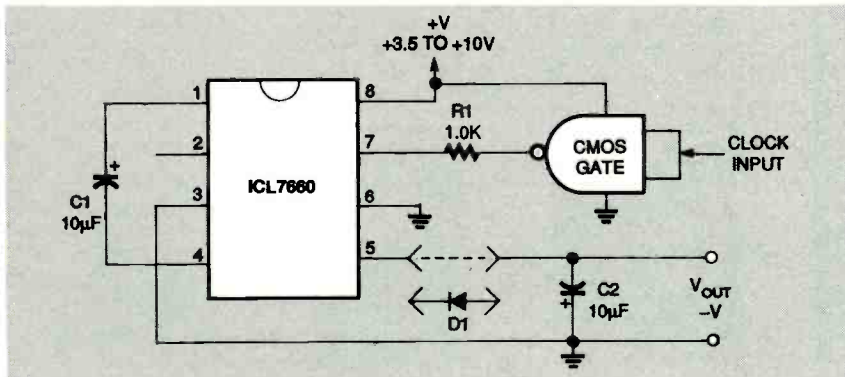 +V
+3.5 TO +10V
1
8
R1
1.0K
2
7
CMOS
GATE
CLOCK
INPUT
C1
10µF
+
ICL7660
3
6
4
5
D1
+
C2
10µF
VOUT
–V